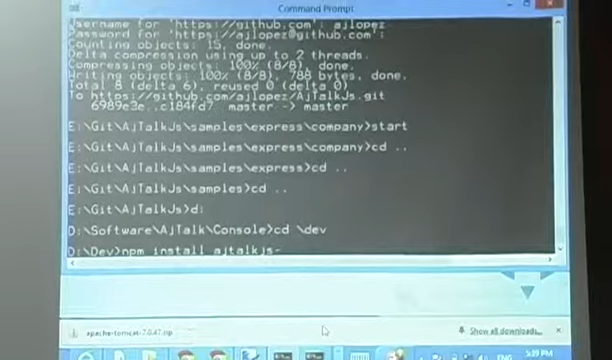 Command Prompt
Username for 'https://github.com': ajlopez
Password for 'https://ajlopez@github.com':
Counting objects: 15, done.
Delta compression using up to 2 threads.
Compressing objects: 100% (8/8), done.
Writing objects: 100% (8/8), 788 bytes, done.
Total 8 (delta 6), reused 0 (delta 0)
To https://github.com/ajlopez/AjTalkJs.git
6989e3e..c184fd7 master -> master
E:\Git\AjTalkJs\samples\express\company>start
E:\Git\AjTalkJs\samples\express\company>cd ..
E:\Git\AjTalkJs\samples\express>cd ..
E:\Git\AjTalkJs\samples>cd ..
E:\Git\AjTalkJs>d:
D:\Software\AjTalk\Console>cd \dev
D:\Dev>npm install ajtalkjs-
apache-tomcat-7.0.47.zip
Show all downloads...
ENG
5:39 PM